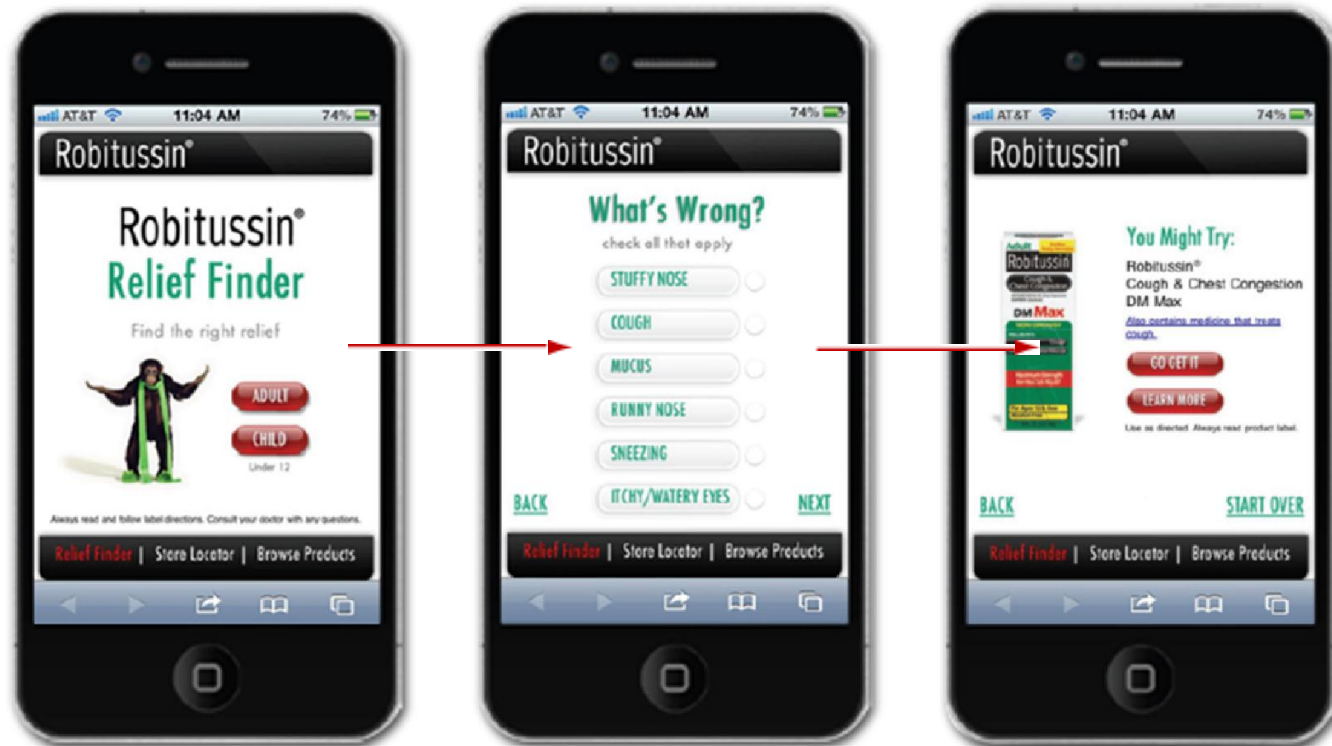 AT&T 11:04 AM 74%
Robitussin®
Robitussin®
Relief Finder
Find the right relief
ADULT
CHILD
Under 12
Always read and follow label directions. Consult your doctor with any questions.
Relief Finder | Store Locator | Browse Products
AT&T 11:04 AM 74%
Robitussin®
What's Wrong?
check all that apply
STUFFY NOSE
COUGH
MUCUS
RUNNY NOSE
SNEEZING
ITCHY/WATERY EYES
BACK NEXT
Relief Finder | Store Locator | Browse Products
AT&T 11:04 AM 74%
Robitussin®
Adult
Robitussin
Cough &
Chest Congestion
DM Max
You Might Try:
Robitussin®
Cough & Chest Congestion
DM Max
Also contains medicine that treats
cough.
GO GET IT
LEARN MORE
Use as directed. Always read product label.
BACK START OVER
Relief Finder | Store Locator | Browse Products